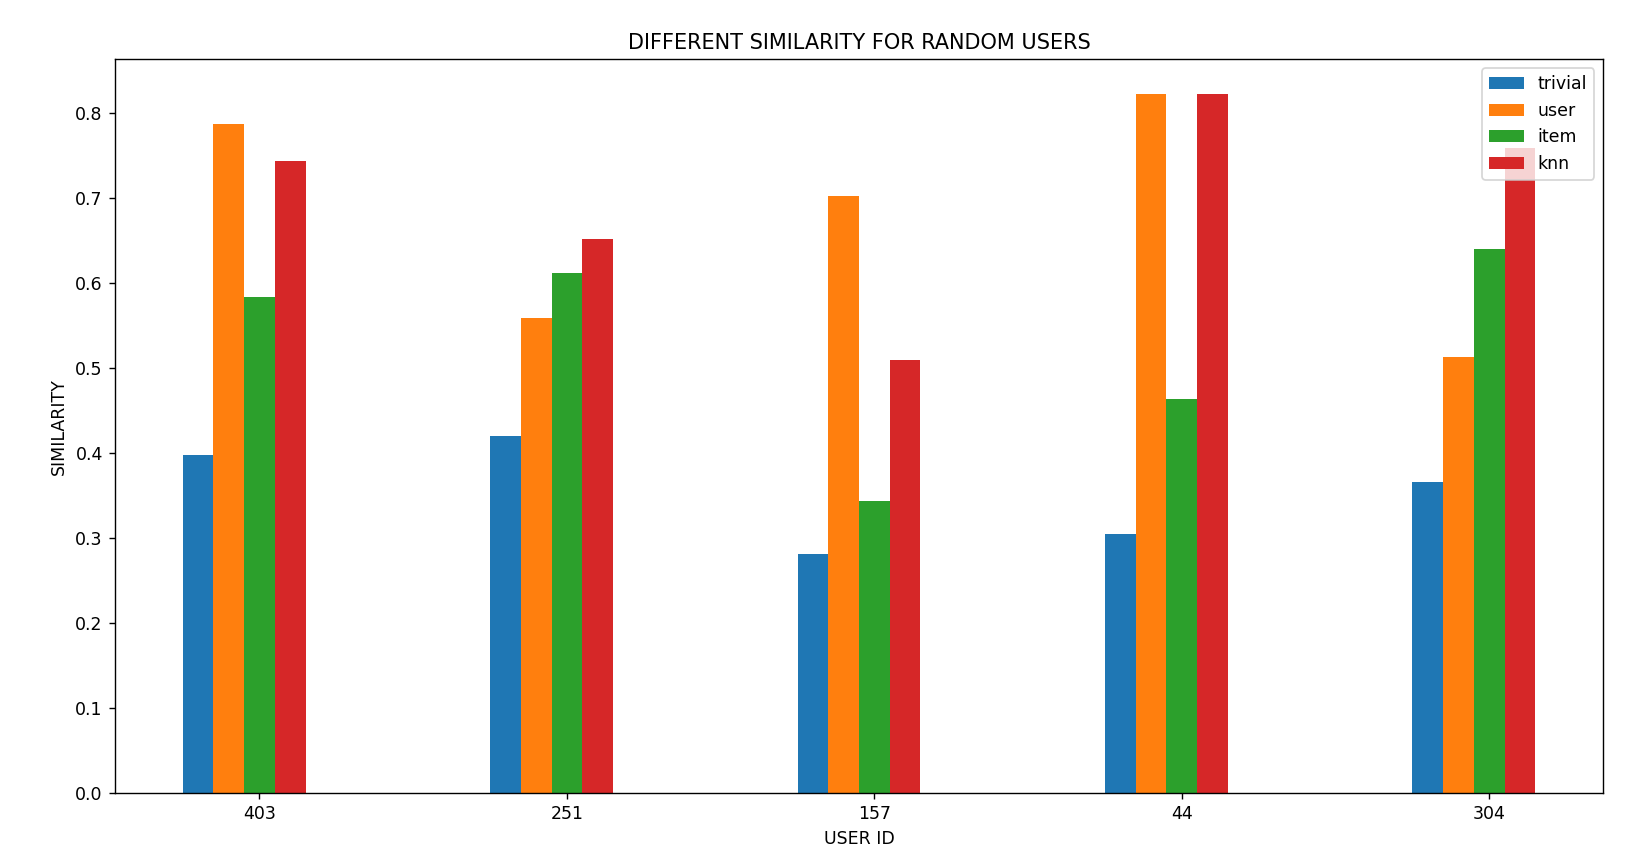 DIFFERENT SIMILARITY FOR RANDOM USERS
trivial
user
item
knn
SIMILARITY
0.8
0.7
0.6
0.5
0.4
0.3
0.2
0.1
0.0
403 251 157 44 304
USER ID